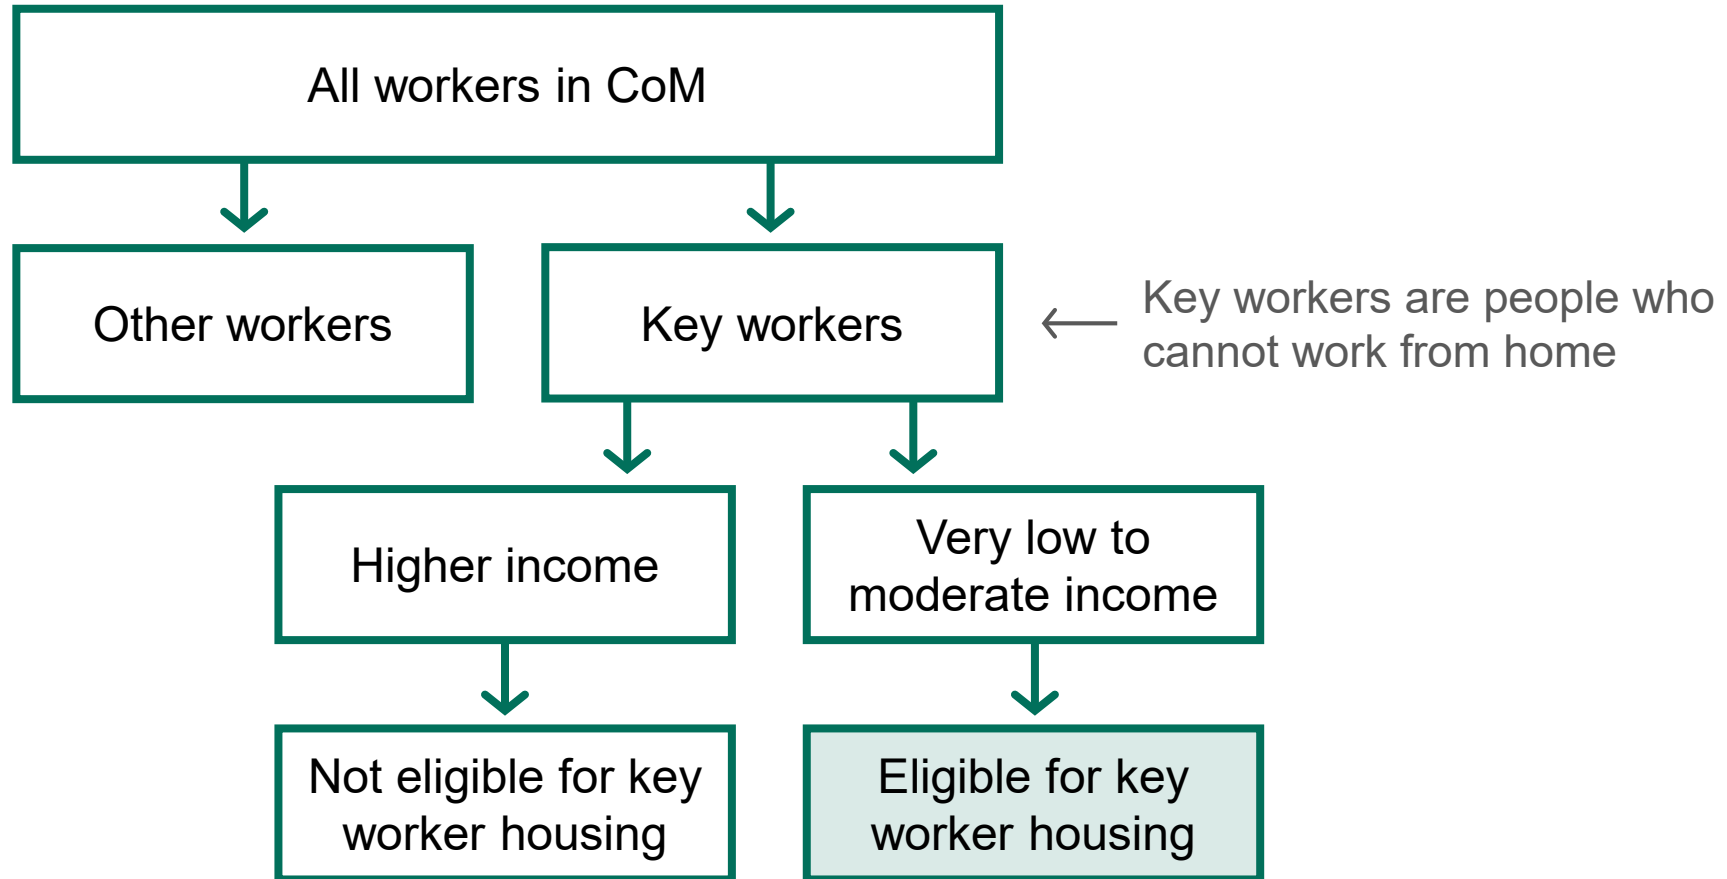 All workers in CoM
Other workers
Key workers
Key workers are people who
cannot work from home
Higher income
Very low to
moderate income
Not eligible for key
worker housing
Eligible for key
worker housing